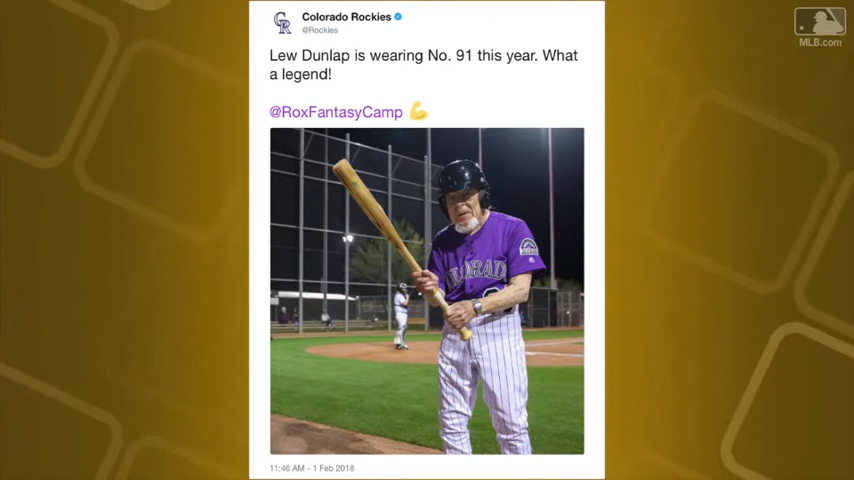 Colorado Rockies
@Rockies
MLB.com
Lew Dunlap is wearing No. 91 this year. What
a legend!
@RoxFantasyCamp 💪
COLORAD
11:46 AM - 1 Feb 2018